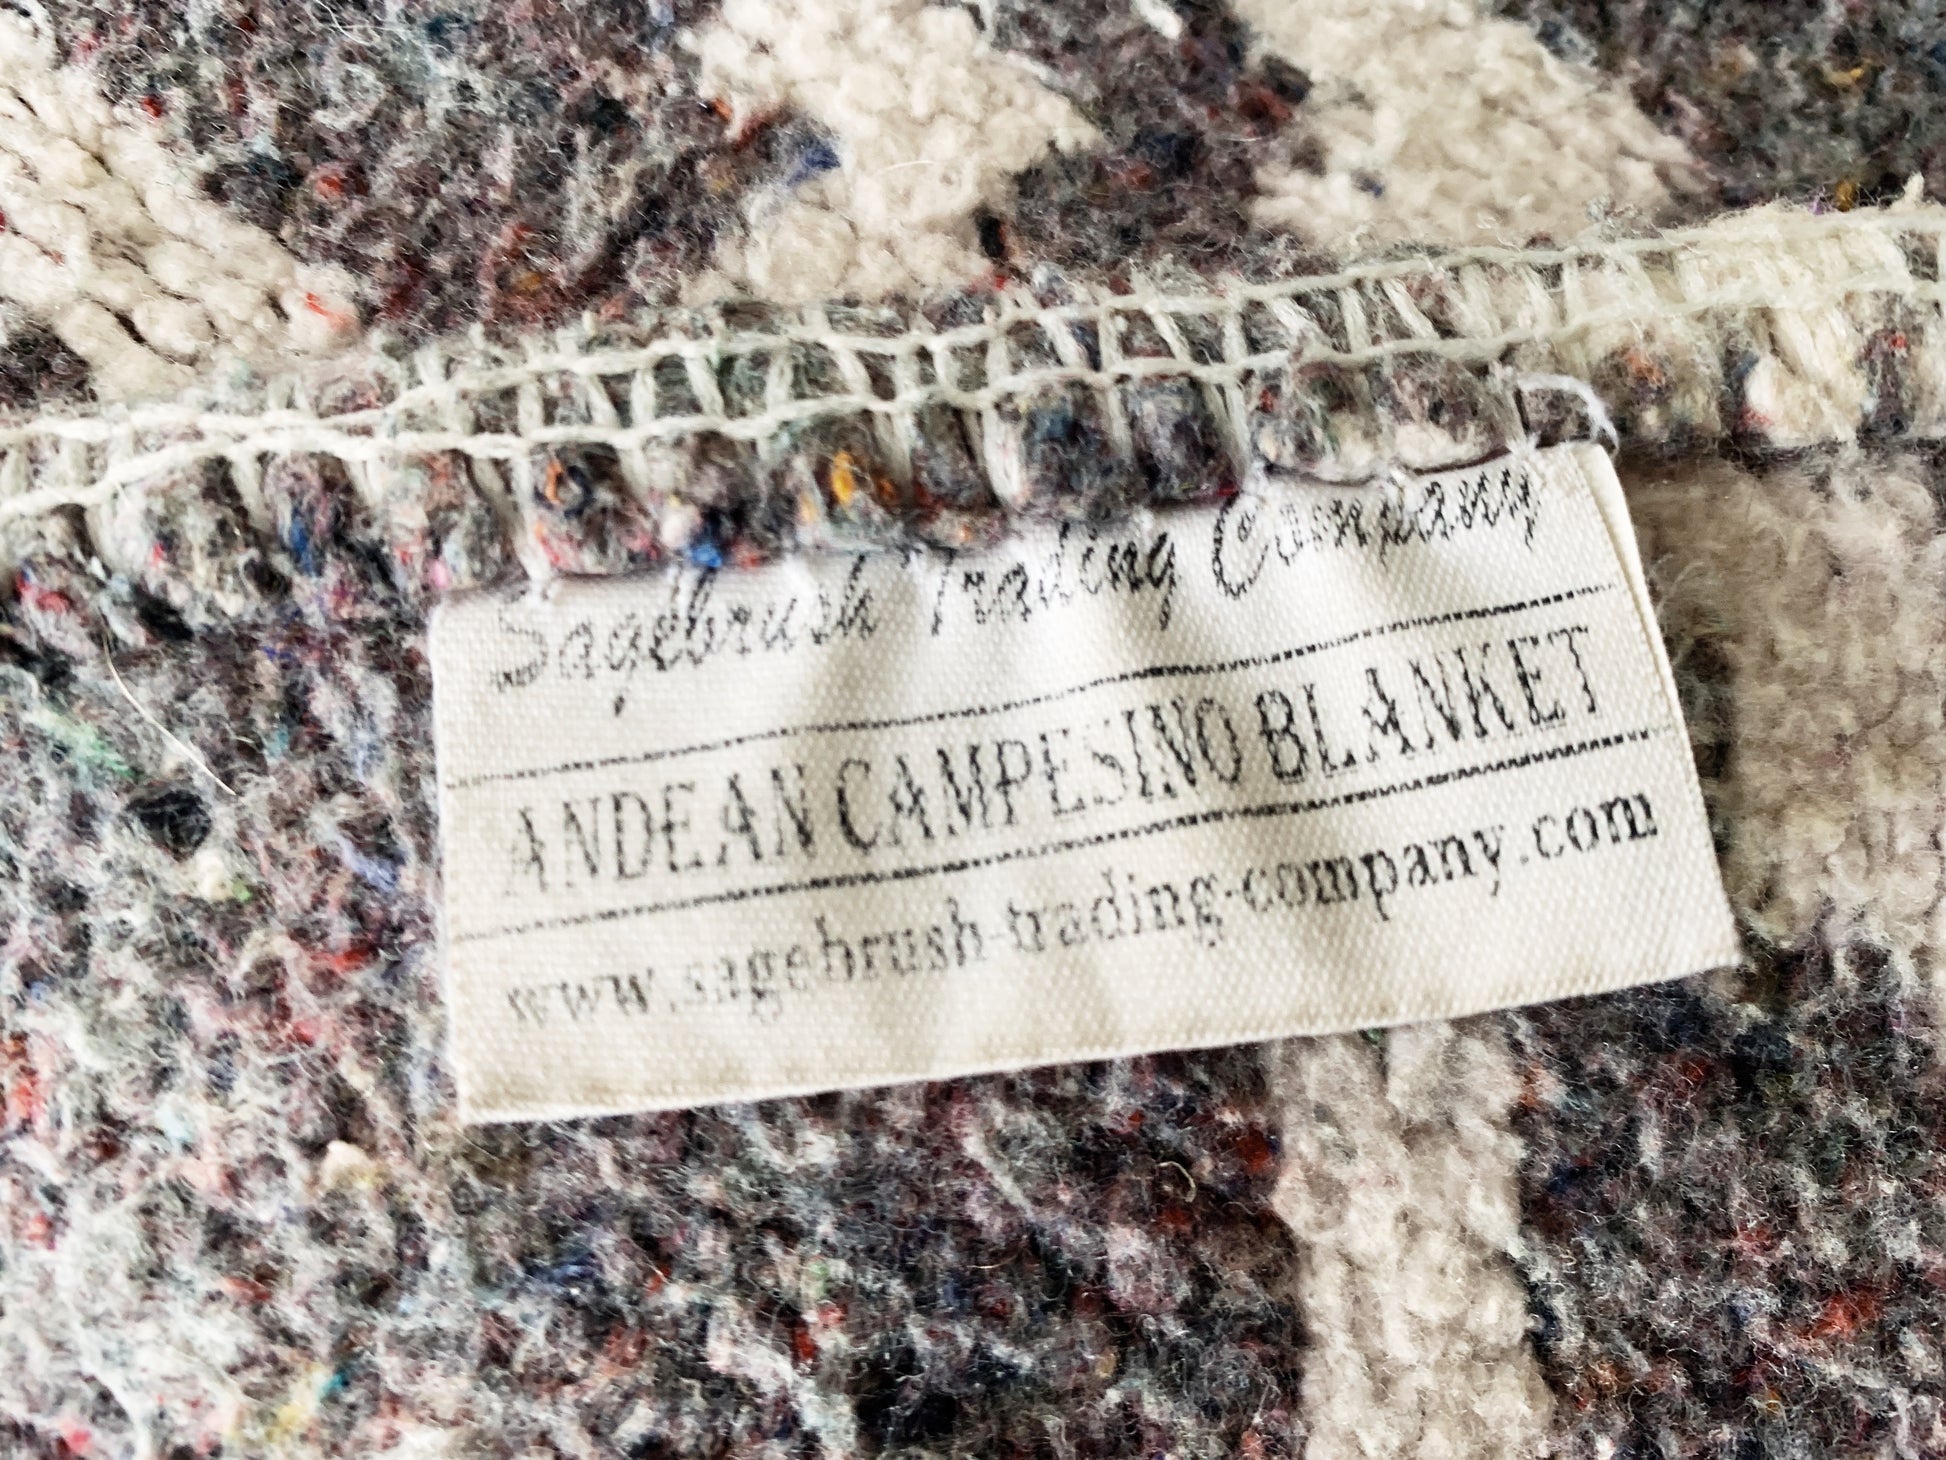 Sagebrush Trading Company
ANDEAN CAMPESINO BLANKET
www.sagebrush-trading-company.com